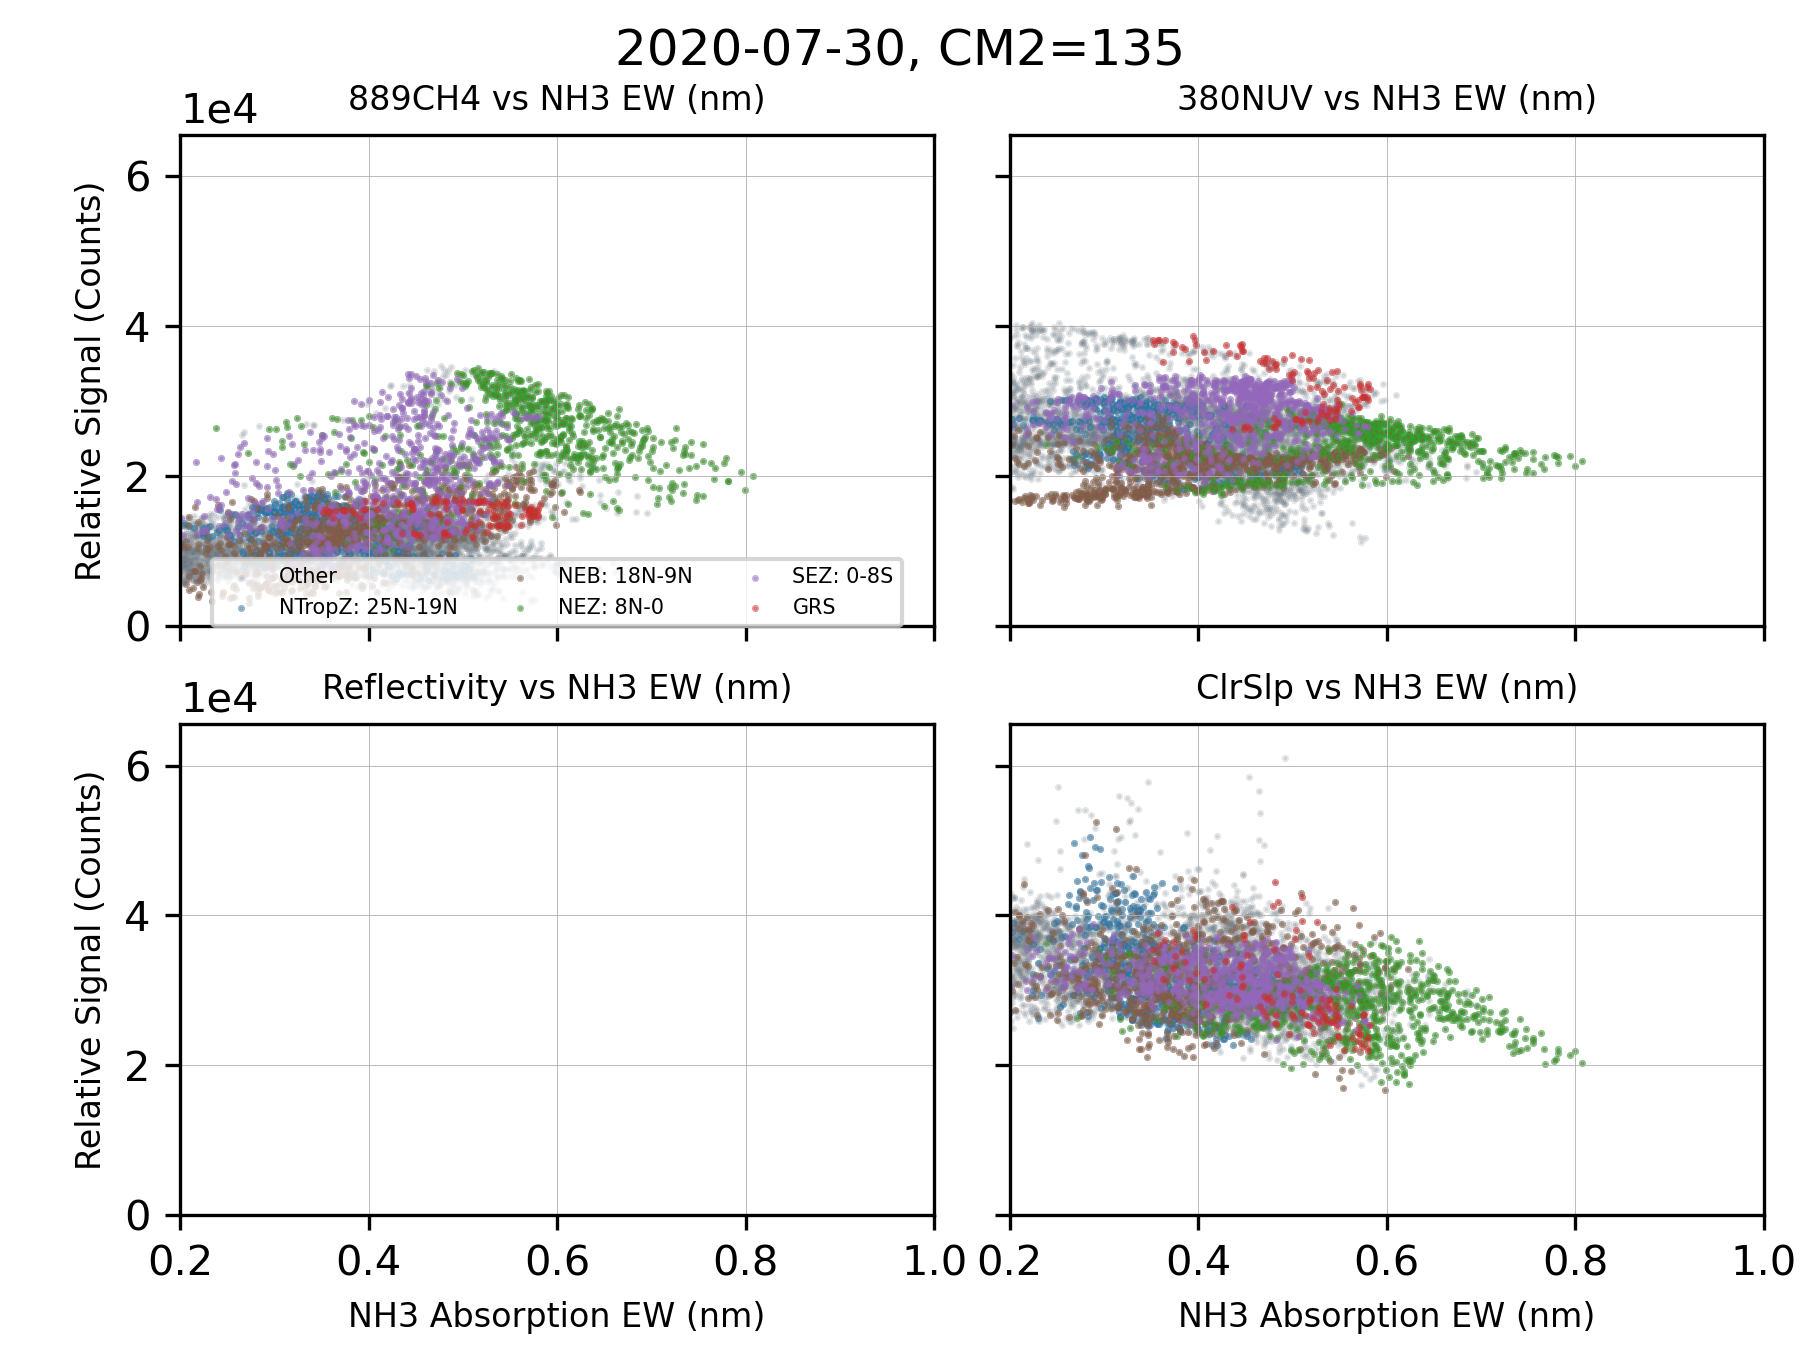 2020-07-30, CM2=135
889CH4 vs NH3 EW (nm)
380NUV vs NH3 EW (nm)
1e4
6
4
2
0
Relative Signal (Counts)
Other
NEB: 18N-9N
SEZ: 0-8S
NTropZ: 25N-19N
NEZ: 8N-0
GRS
Reflectivity vs NH3 EW (nm)
ClrSlp vs NH3 EW (nm)
1e4
6
4
2
0
Relative Signal (Counts)
0.2 0.4 0.6 0.8 1.0
0.2 0.4 0.6 0.8 1.0
NH3 Absorption EW (nm)
NH3 Absorption EW (nm)